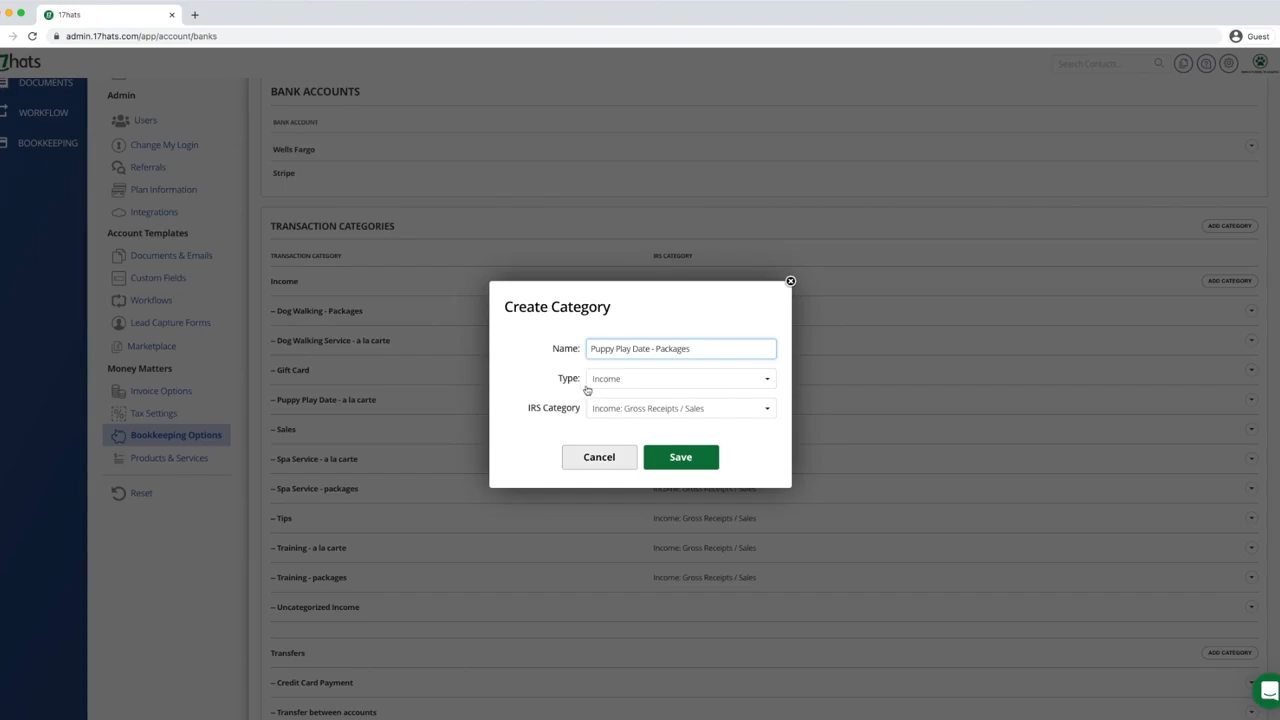 17hats
admin.17hats.com/app/account/banks
Guest
17hats
Search Contacts...
DOCUMENTS
WORKFLOW
BOOKKEEPING
Admin
Users
Change My Login
Referrals
Plan Information
Integrations
Account Templates
Documents & Emails
Custom Fields
Workflows
Lead Capture Forms
Marketplace
Money Matters
Invoice Options
Tax Settings
Bookkeeping Options
Products & Services
Reset
BANK ACCOUNTS
BANK ACCOUNT
Wells Fargo
Stripe
TRANSACTION CATEGORIES
ADD CATEGORY
TRANSACTION CATEGORY
IRS CATEGORY
Income
ADD CATEGORY
-- Dog Walking - Packages
-- Dog Walking Service - a la carte
-- Gift Card
-- Puppy Play Date - a la carte
-- Sales
-- Spa Service - a la carte
-- Spa Service - packages
Income: Gross Receipts / Sales
-- Tips
Income: Gross Receipts / Sales
-- Training - a la carte
Income: Gross Receipts / Sales
-- Training - packages
Income: Gross Receipts / Sales
-- Uncategorized Income
Transfers
ADD CATEGORY
-- Credit Card Payment
-- Transfer between accounts
Create Category
Name: Puppy Play Date - Packages
Type: Income
IRS Category Income: Gross Receipts / Sales
Cancel
Save